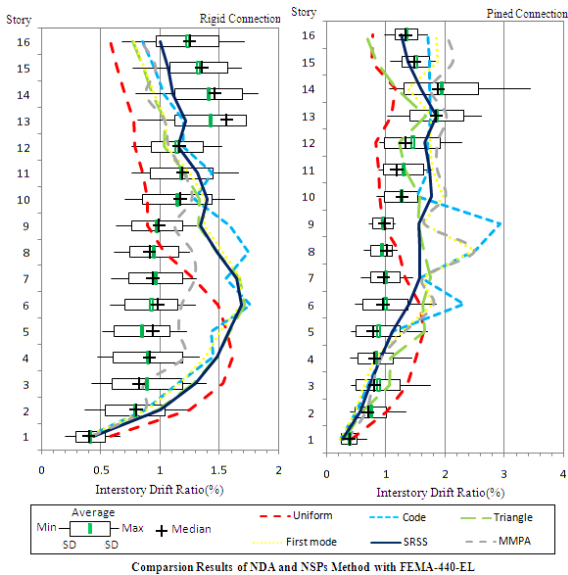 Story Rigid Connection
16
15
14
13
12
11
10
9
8
7
6
5
4
3
2
1
0 0.5 1 1.5 2
Interstory Drift Ratio(%)
Story Pined Connection
16
15
14
13
12
11
10
9
8
7
6
5
4
3
2
1
0 1 2 3 4
Interstory Drift Ratio(%)
Average
Min Max Median
SD SD
Uniform Code Triangle
First mode SRSS MMPA
Comparsion Results of NDA and NSPs Method with FEMA-440-EL